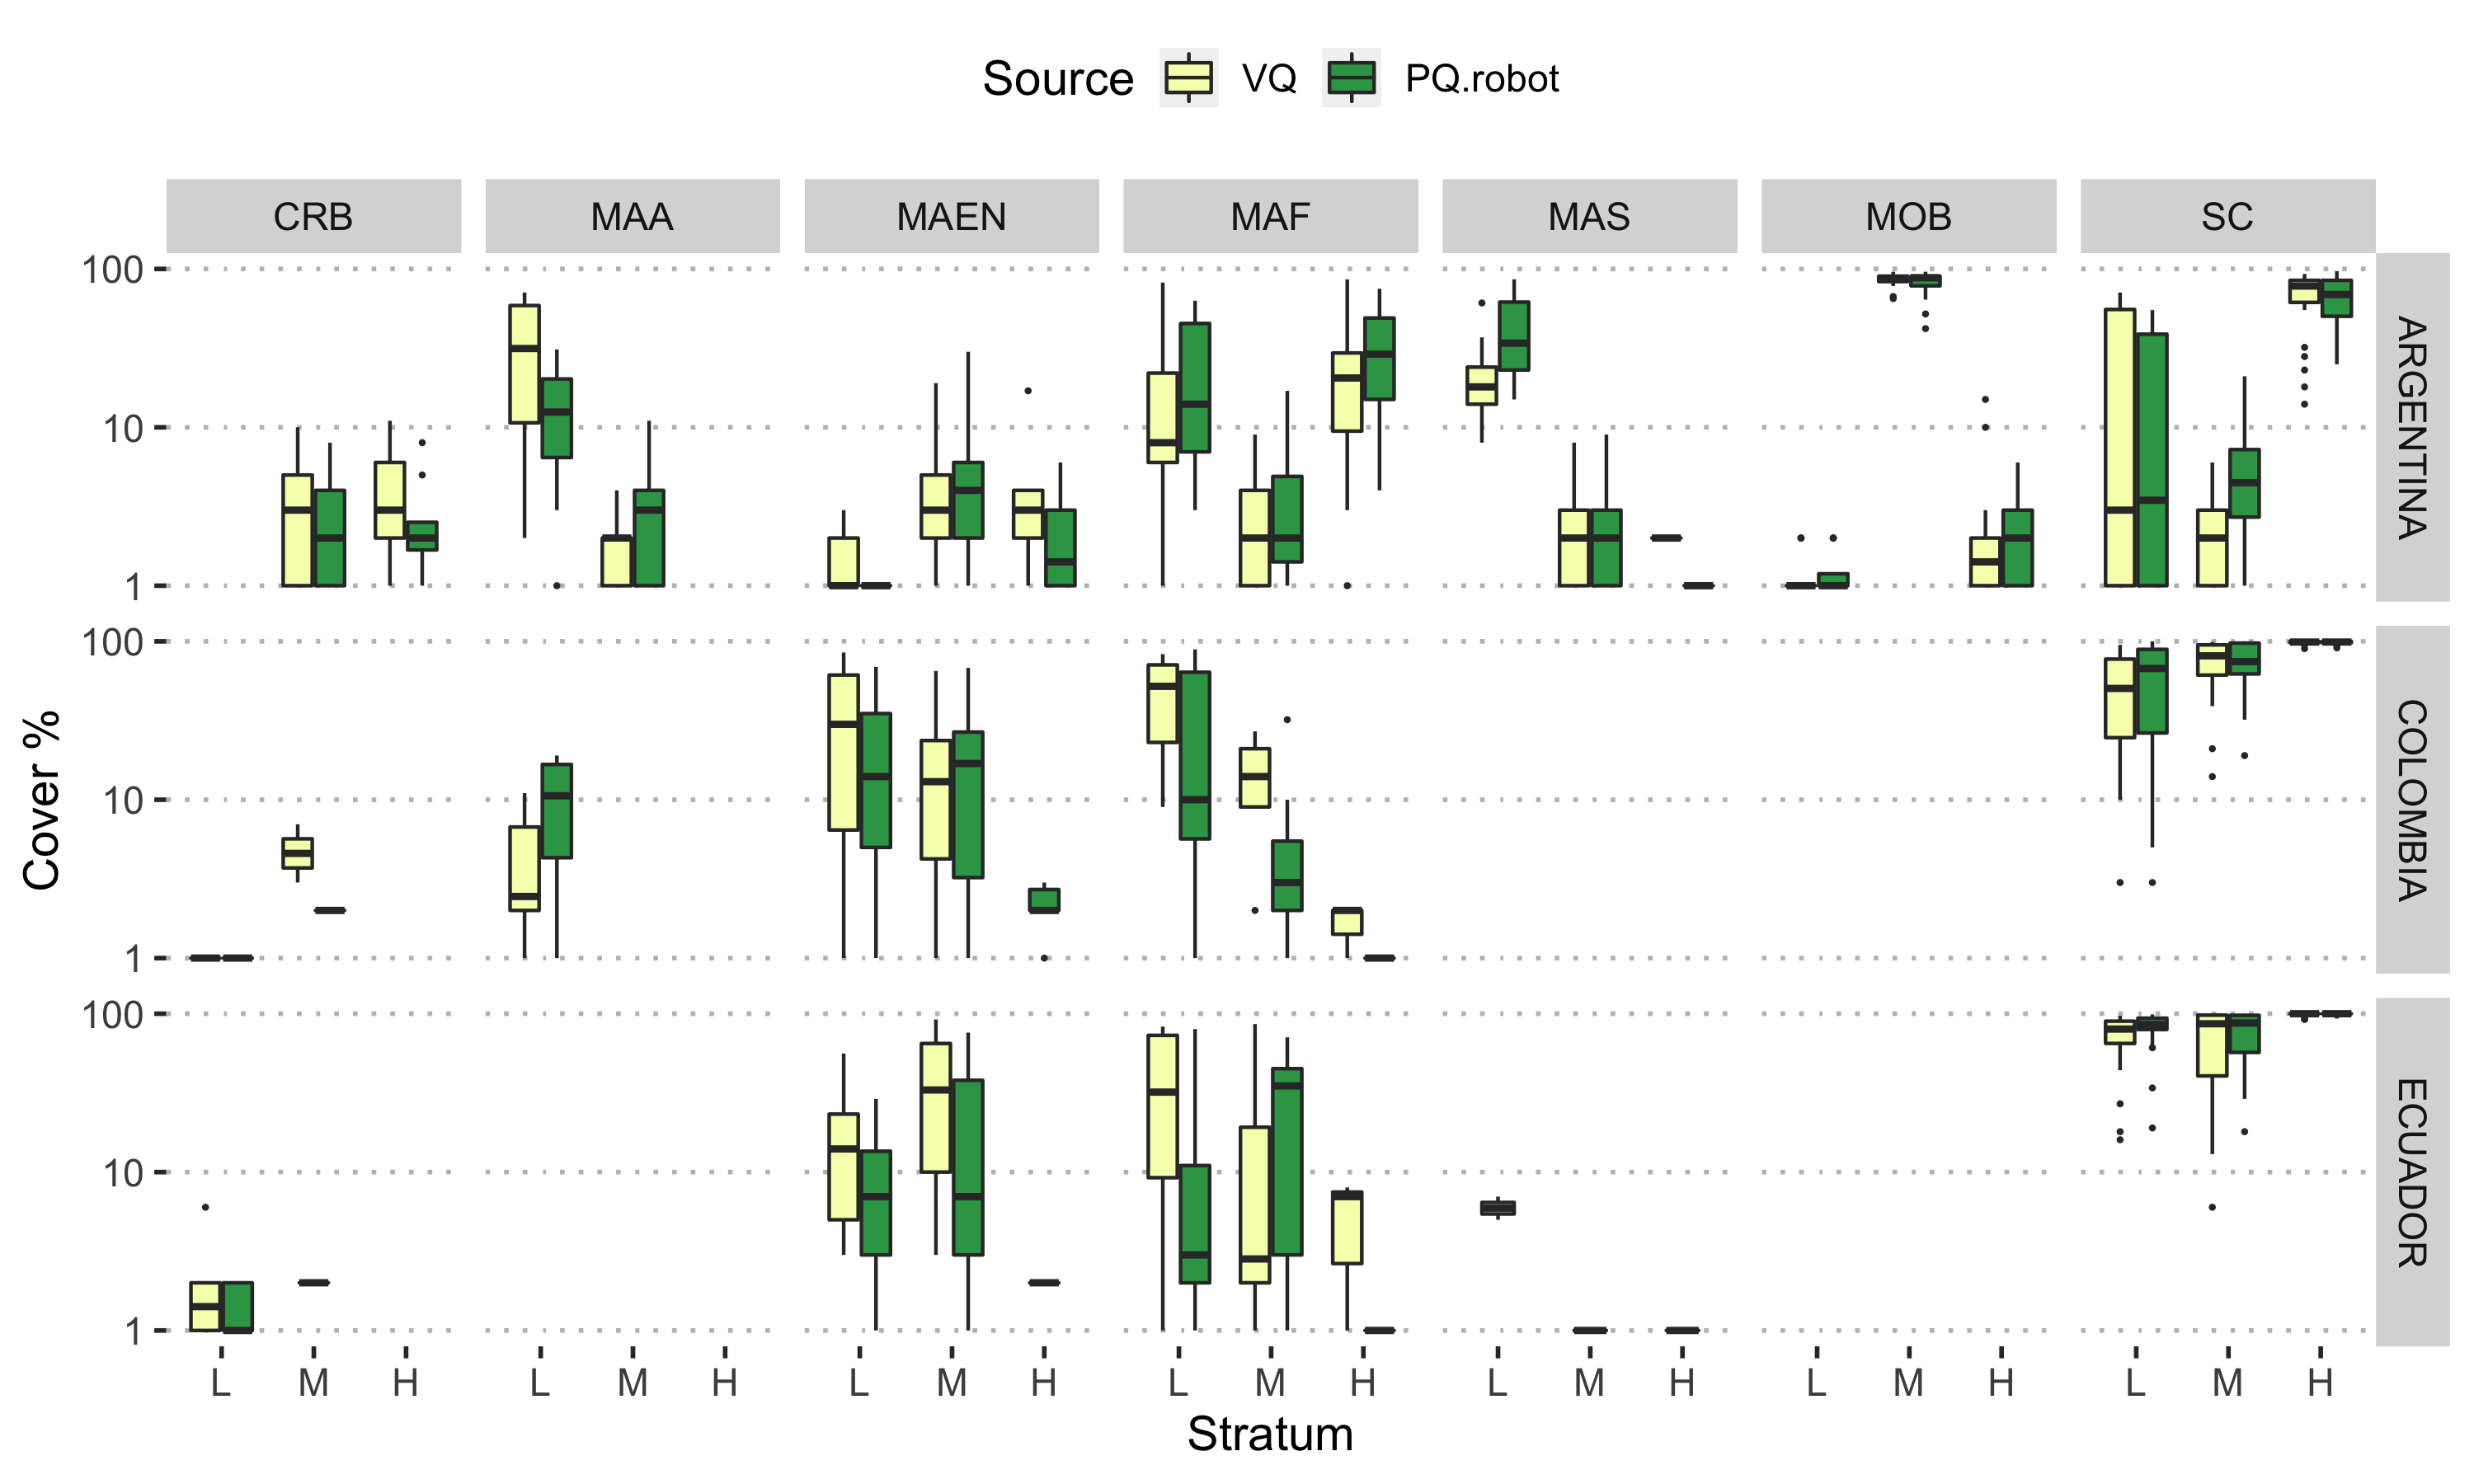 Source VQ PQ.robot
CRB MAA MAEN MAF MAS MOB SC
100
10
1
ARGENTINA
100
10
1
COLOMBIA
100
10
1
ECUADOR
Cover %
L M H L M H L M H L M H L M H L M H L M H
Stratum